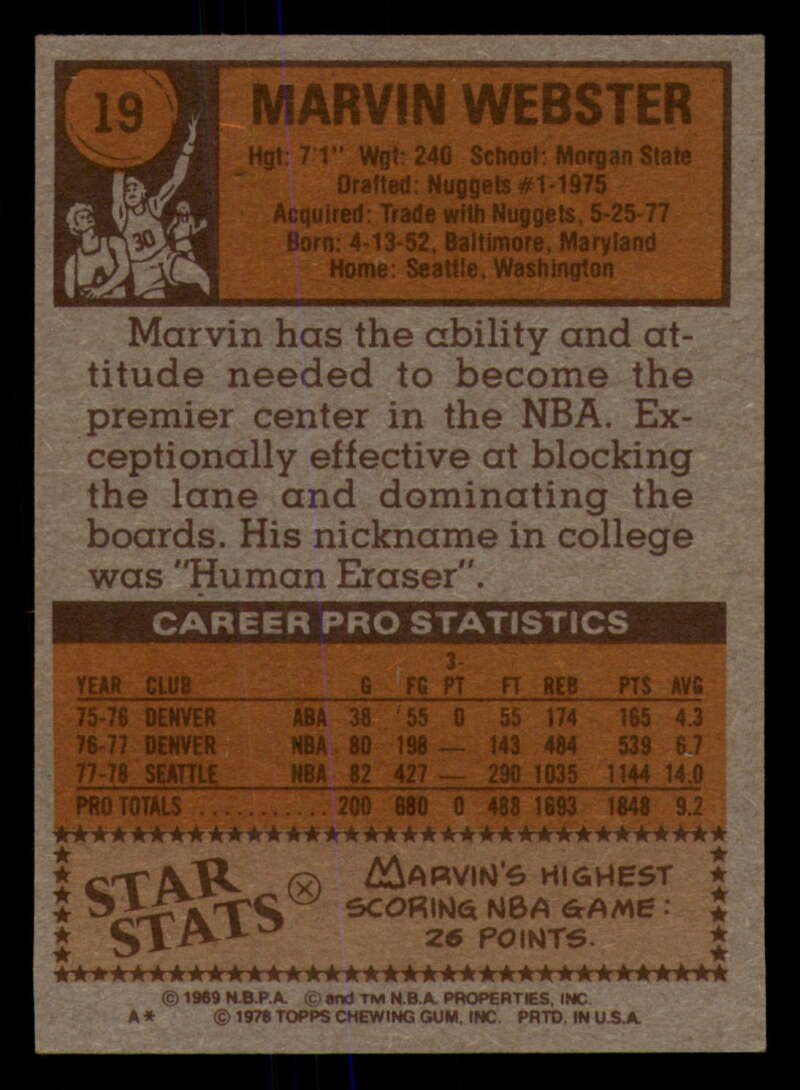 19
MARVIN WEBSTER
Hgt: 7'1" Wgt: 240 School: Morgan State
Drafted: Nuggets #1-1975
Acquired: Trade with Nuggets, 5-25-77
Born: 4-13-52, Baltimore, Maryland
Home: Seattle, Washington
30
Marvin has the ability and at-
titude needed to become the
premier center in the NBA. Ex-
ceptionally effective at blocking
the lane and dominating the
boards. His nickname in college
was "Human Eraser".
CAREER PRO STATISTICS
YEAR CLUB G FG 3-PT FT REB PTS AVG
75-76 DENVER ABA 38 55 0 55 174 165 4.3
76-77 DENVER NBA 80 198 — 143 484 539 6.7
77-78 SEATTLE NBA 82 427 — 290 1035 1144 14.0
PRO TOTALS ............ 200 680 0 488 1693 1848 9.2
STAR STATS
MARVIN'S HIGHEST
SCORING NBA GAME:
26 POINTS.
© 1969 N.B.P.A. © and TM N.B.A. PROPERTIES, INC.
A* © 1978 TOPPS CHEWING GUM, INC. PRTD. IN U.S.A.